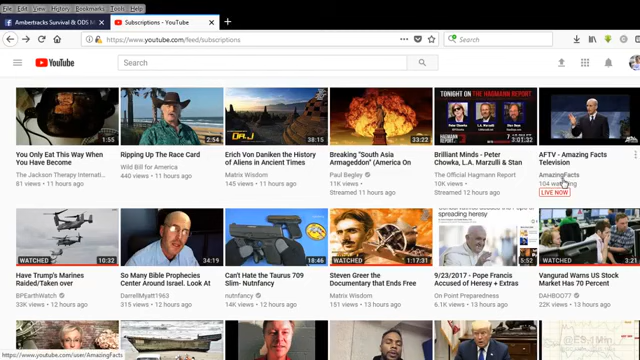 File Edit View History Bookmarks Tools Help
Ambertracks Survival & ODS M
Subscriptions - YouTube
https://www.youtube.com/feed/subscriptions
Search
YouTube
Search
1:55
2:54
DR.J
38:15
33:22
TONIGHT ON THE HAGMANN REPORT
3:01:32
You Only Eat This Way When You Have Become
The Jackson Therapy Internati...
81 views • 11 hours ago
Ripping Up The Race Card
Wild Bill for America
440 views • 11 hours ago
Erich Von Daniken the History of Aliens in Ancient Times
Matrix Wisdom
145 views • 11 hours ago
Breaking "South Asia Armageddon" (America On
Paul Begley
11K views •
Streamed 11 hours ago
Brilliant Minds - Peter Chowka, L.A. Marzulli & Stan
The Official Hagmann Report
10K views •
Streamed 12 hours ago
AFTV - Amazing Facts Television
AmazingFacts
104 watching
LIVE NOW
WATCHED
10:32
34:19
18:46
WATCHED
1:17:31
spreading heresy
5:52
WATCHED
3:21
Have Trump's Marines Raided/Taken over
BPEarthWatch
33K views • 12 hours ago
So Many Bible Prophecies Center Around Israel. Look At
DarrellMyatt1963
31 views • 12 hours ago
Can't Hate the Taurus 709 Slim- Nutnfancy
nutnfancy
14K views • 12 hours ago
Steven Greer the Documentary that Ends Free
Matrix Wisdom
151 views • 13 hours ago
9/23/2017 - Pope Francis Accused of Heresy + Extras
On Point Preparedness
6.1K views • 13 hours ago
Vangurad Warns US Stock Market Has 70 Percent
DAHBOO77
22K views • 13 hours ago
https://www.youtube.com/user/AmazingFacts